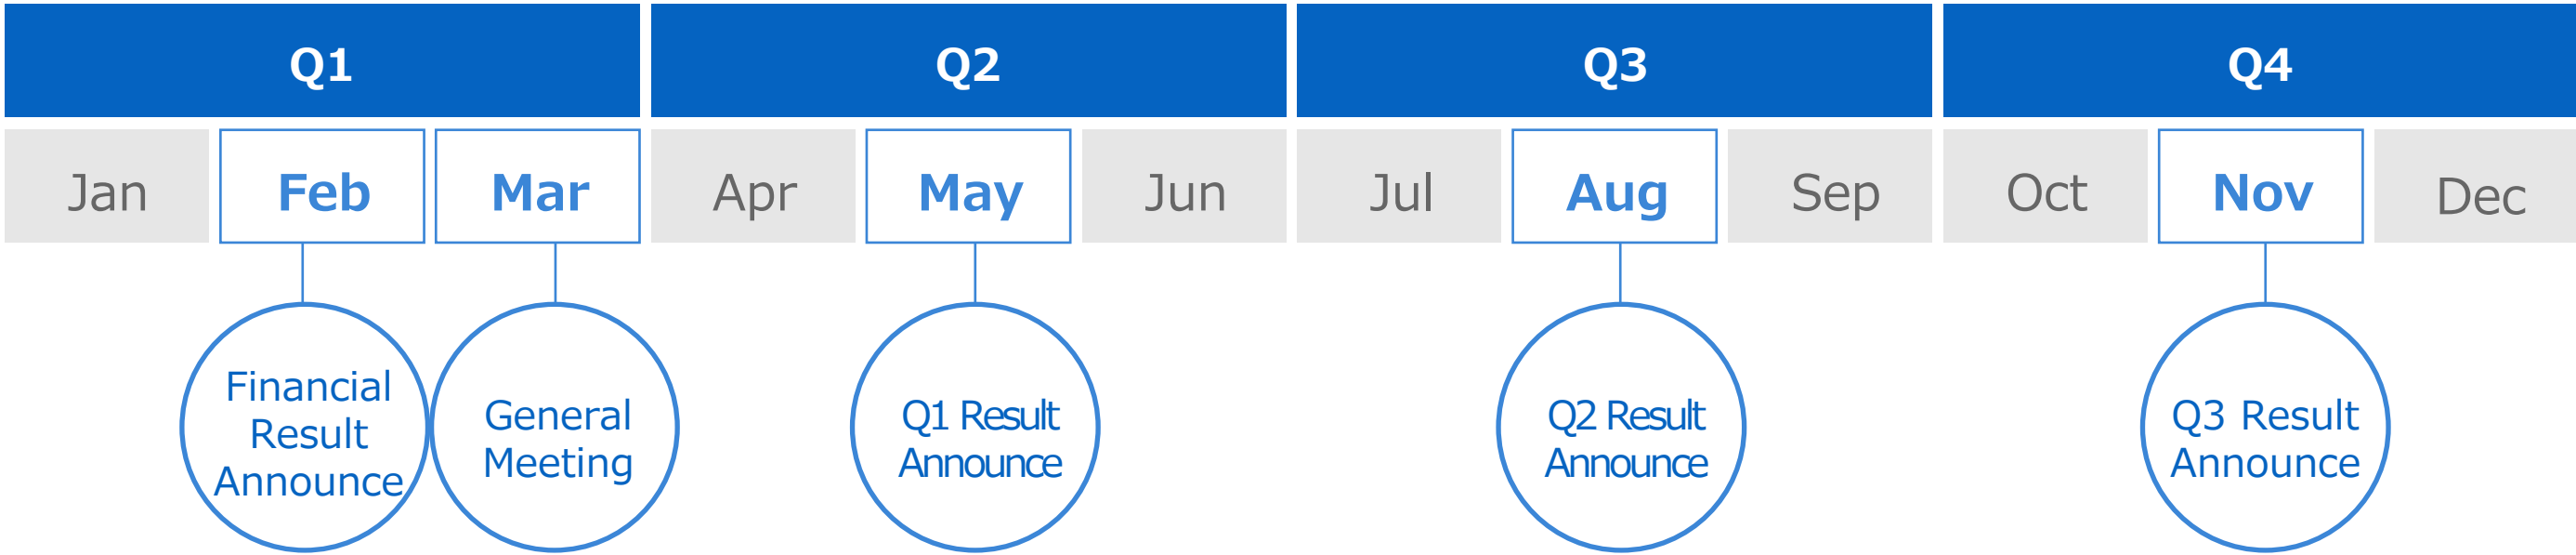 Q1 Q2 Q3 Q4
Jan Feb Mar Apr May Jun Jul Aug Sep Oct Nov Dec
Financial
Result
Announce
General
Meeting
Q1 Result
Announce
Q2 Result
Announce
Q3 Result
Announce